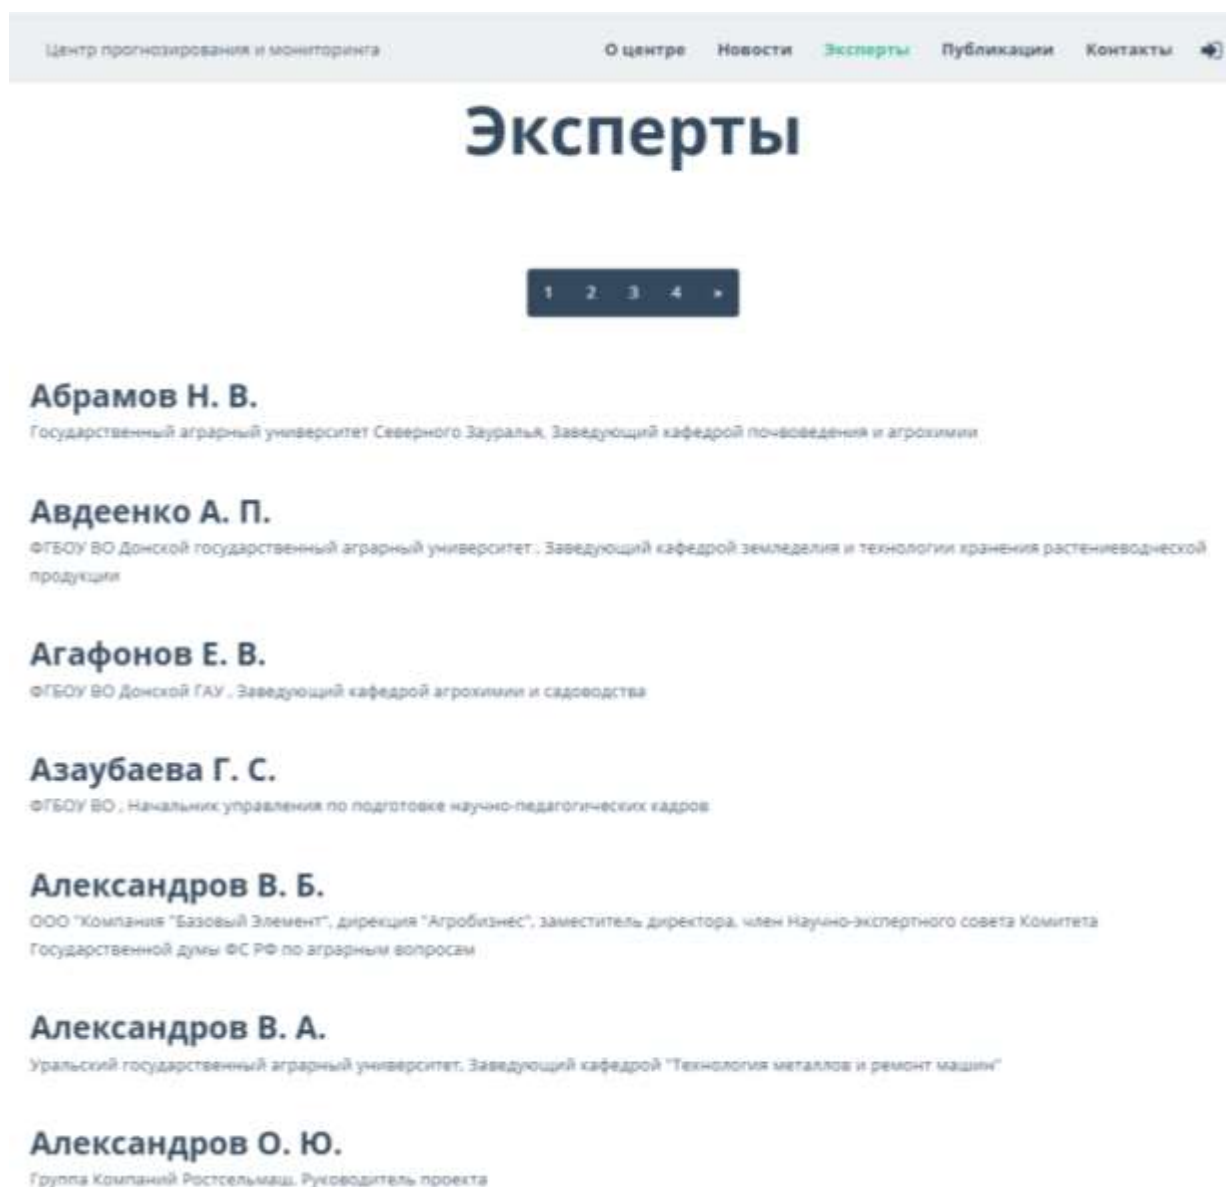 Центр прогнозирования и мониторинга
О центре Новости Эксперты Публикации Контакты
Эксперты
1 2 3 4 »
Абрамов Н. В.
Государственный аграрный университет Северного Зауралья, Заведующий кафедрой почвоведения и агрохимии
Авдеенко А. П.
ФГБОУ ВО Донской государственный аграрный университет , Заведующий кафедрой земледелия и технологии хранения растениеводческой
продукции
Агафонов Е. В.
ФГБОУ ВО Донской ГАУ , Заведующий кафедрой агрохимии и садоводства
Азаубаева Г. С.
ФГБОУ ВО , Начальник управления по подготовке научно-педагогических кадров
Александров В. Б.
ООО "Компания "Базовый Элемент", дирекция "Агробизнес", заместитель директора, член Научно-экспертного совета Комитета
Государственной думы ФС РФ по аграрным вопросам
Александров В. А.
Уральский государственный аграрный университет, Заведующий кафедрой "Технология металлов и ремонт машин"
Александров О. Ю.
Группа Компаний Ростсельмаш, Руководитель проекта